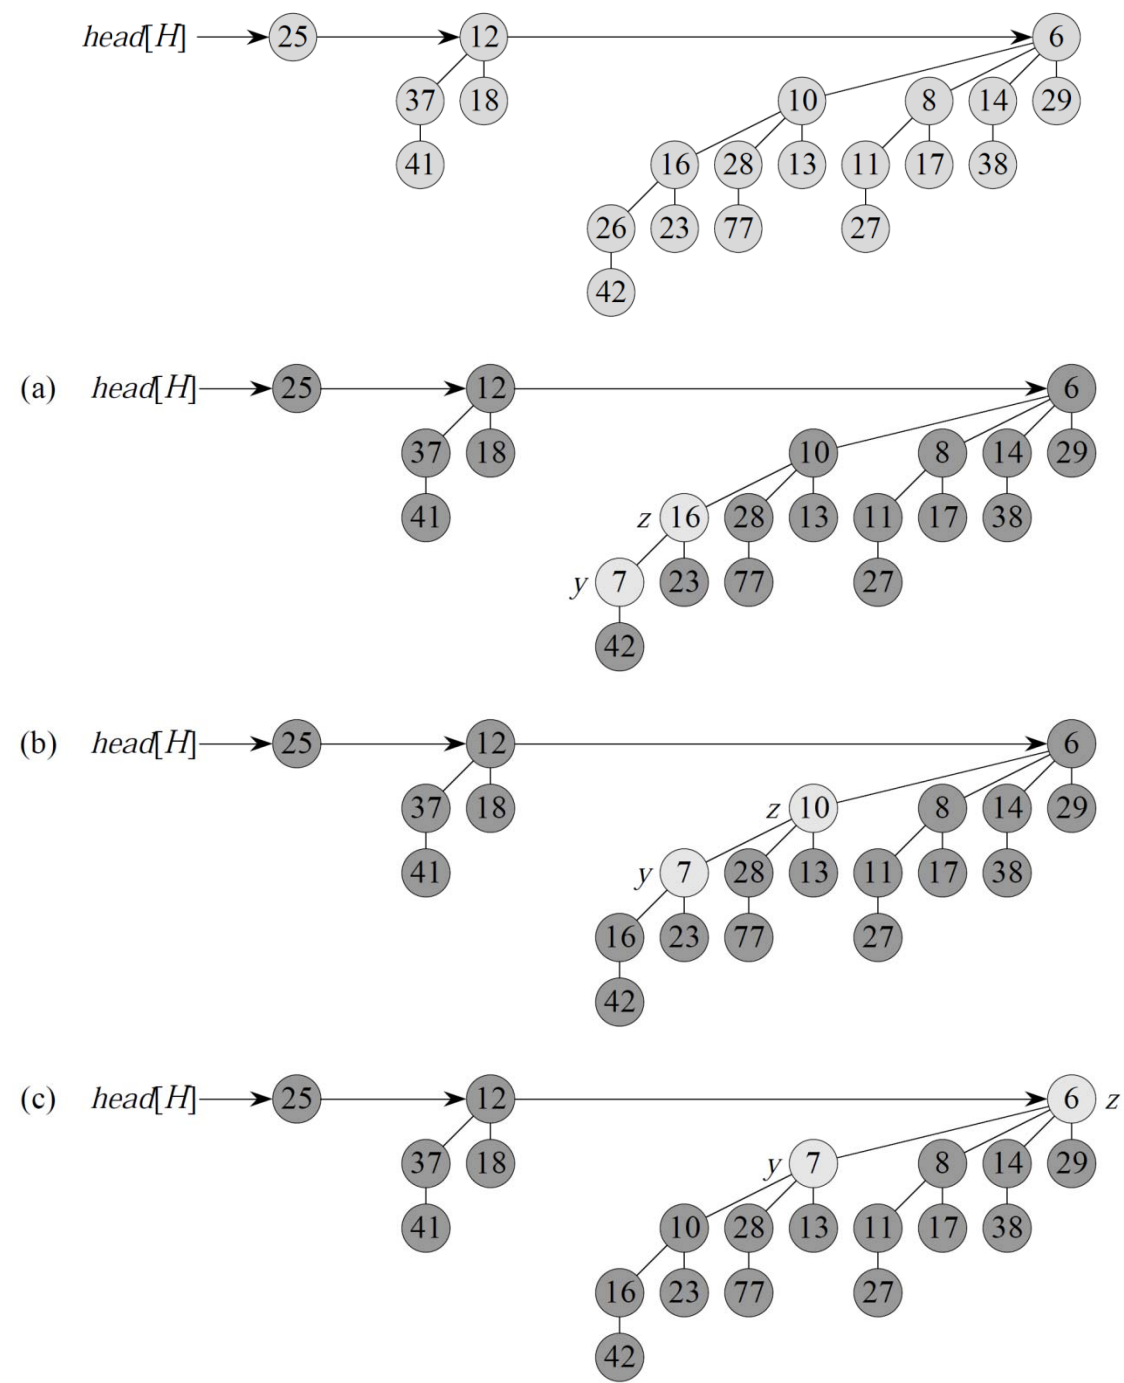 head[H] 25 12 6
37 18 10 8 14 29
41 16 28 13 11 17 38
26 23 77 27
42
(a) head[H] 25 12 6
37 18 10 8 14 29
41 z 16 28 13 11 17 38
y 7 23 77 27
42
(b) head[H] 25 12 6
37 18 z 10 8 14 29
41 y 7 28 13 11 17 38
16 23 77 27
42
(c) head[H] 25 12 6 z
37 18 y 7 8 14 29
41 10 28 13 11 17 38
16 23 77 27
42